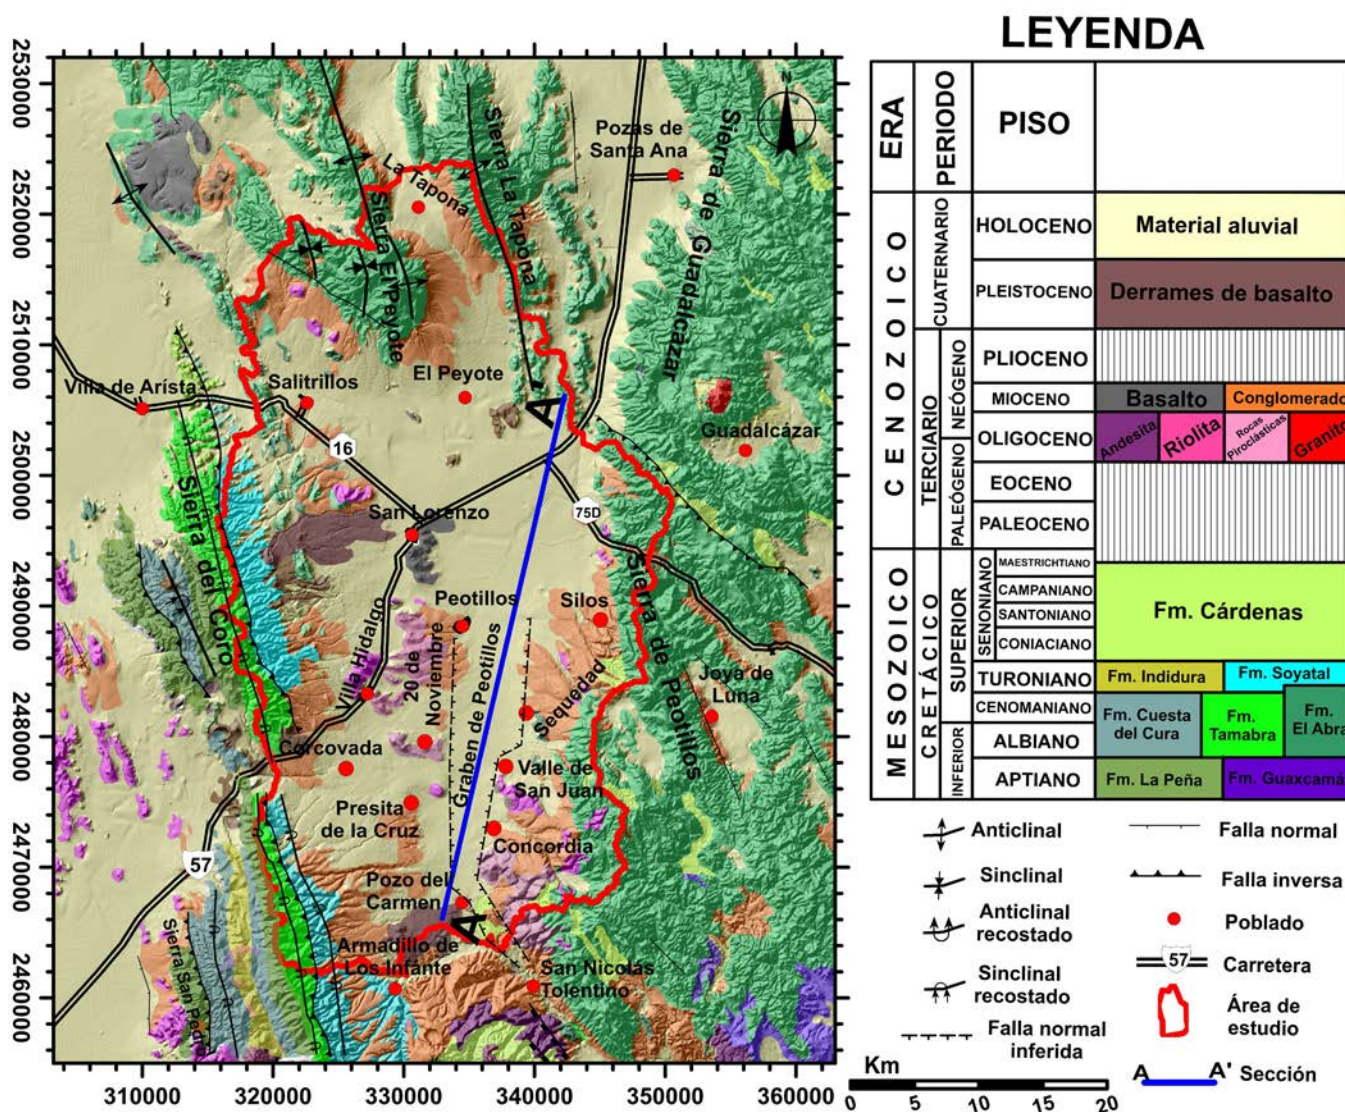 LEYENDA
ERA
PERIODO
PISO
CENOZOICO
CUATERNARIO
HOLOCENO
Material aluvial
PLEISTOCENO
Derrames de basalto
TERCIARIO
NEÓGENO
PLIOCENO
MIOCENO
Basalto
Conglomerado
PALEÓGENO
OLIGOCENO
Andesita
Riolita
Rocas
Piroclásticas
Granito
EOCENO
PALEOCENO
MESOZOICO
CRETÁCICO
SUPERIOR
SENONIANO
MAESTRICHTIANO
CAMPANIANO
SANTONIANO
CONIACIANO
Fm. Cárdenas
TURONIANO
Fm. Indidura
Fm. Soyatal
CENOMANIANO
Fm. Cuesta
del Cura
Fm.
Tamabra
Fm.
El Abra
INFERIOR
ALBIANO
APTIANO
Fm. La Peña
Fm. Guaxcamá
Anticlinal
Sinclinal
Anticlinal
recostado
Sinclinal
recostado
Falla normal
inferida
Falla normal
Falla inversa
Poblado
57
Carretera
Área de
estudio
A A' Sección
Km
0 5 10 15 20
2530000
2520000
2510000
2500000
2490000
2480000
2470000
2460000
310000 320000 330000 340000 350000 360000
N
Pozas de
Santa Ana
Sierra de Guadalcazar
La Tapona
Sierra La Tapona
Sierra El Peyote
El Peyote
Villa de Arista
Salitrillos
Guadalcázar
16
A
San Lorenzo
75D
Sierra del Coro
Peotillos
Silos
Sierra de Peotillos
Villa Hidalgo
20 de
Noviembre
Graben de Peotillos
Sequedad
Joya de
Luna
Corcovada
Valle de
San Juan
Presita
de la Cruz
Concordia
57
Pozo del
Carmen
A'
Armadillo de
Los Infante
San Nicolás
Tolentino
Sierra San Pedro